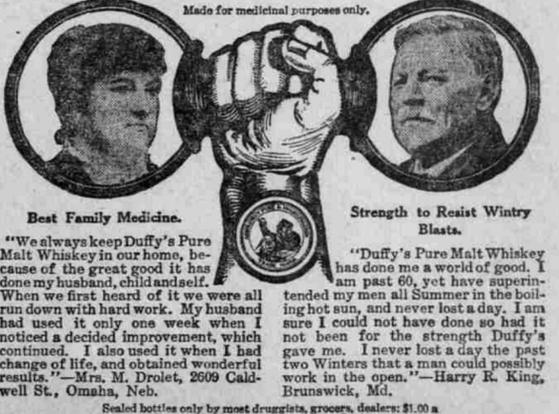 Made for medicinal purposes only.
Best Family Medicine.
"We always keep Duffy's Pure
Malt Whiskey in our home, be-
cause of the great good it has
done my husband, child and self.
When we first heard of it we were all
run down with hard work. My husband
had used it only one week when I
noticed a decided improvement, which
continued. I also used it when I had
change of life, and obtained wonderful
results."—Mrs. M. Drolet, 2609 Cald-
well St., Omaha, Neb.
Strength to Resist Wintry
Blasts.
"Duffy's Pure Malt Whiskey
has done me a world of good. I
am past 60, yet have superin-
tended my men all Summer in the boil-
ing hot sun, and never lost a day. I am
sure I could not have done so had it
not been for the strength Duffy's
gave me. I never lost a day the past
two Winters that a man could possibly
work in the open."—Harry R. King,
Brunswick, Md.
Sealed bottles only by most druggists, grocers, dealers: $1.00 a